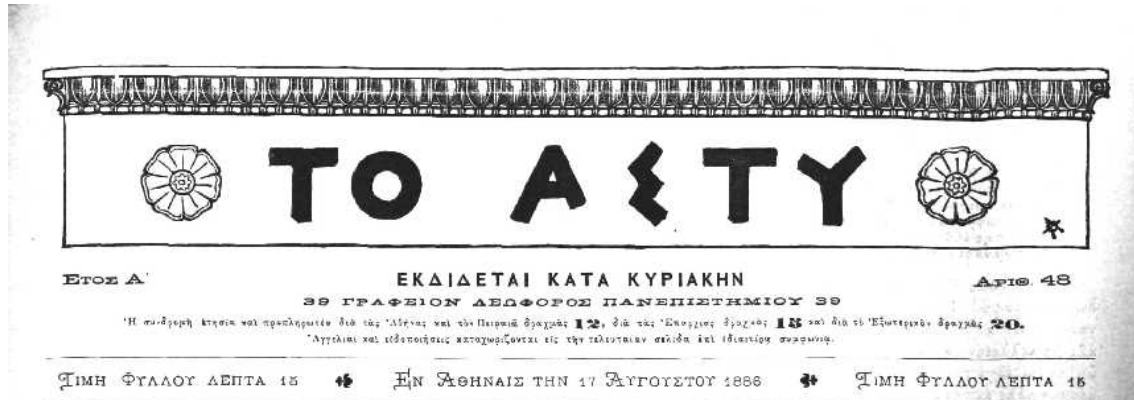 ΤΟ ΑΣΤΥ
ΕΤΟΣ Α΄ ΕΚΔΙΔΕΤΑΙ ΚΑΤΑ ΚΥΡΙΑΚΗΝ ΑΡΙΘ. 48
39 ΓΡΑΦΕΙΟΝ ΛΕΩΦΟΡΟΣ ΠΑΝΕΠΙΣΤΗΜΙΟΥ 39
Ἡ συνδρομὴ ἐτησία καὶ προπληρωτέα διὰ τὰς Ἀθήνας καὶ τὸν Πειραιᾶ δραχμὰς 12, διὰ τὰς Ἐπαρχίας δραχμὰς 15 καὶ διὰ τὸ Ἐξωτερικὸν δραχμὰς 20.
Ἀγγελίαι καὶ εἰδοποιήσεις καταχωρίζονται εἰς τὴν τελευταίαν σελίδα ἐπὶ ἰδιαιτέρᾳ συμφωνίᾳ.
ΤΙΜΗ ΦΥΛΛΟΥ ΛΕΠΤΑ 15 ΕΝ ΑΘΗΝΑΙΣ ΤΗΝ 17 ΑΥΓΟΥΣΤΟΥ 1886 ΤΙΜΗ ΦΥΛΛΟΥ ΛΕΠΤΑ 15